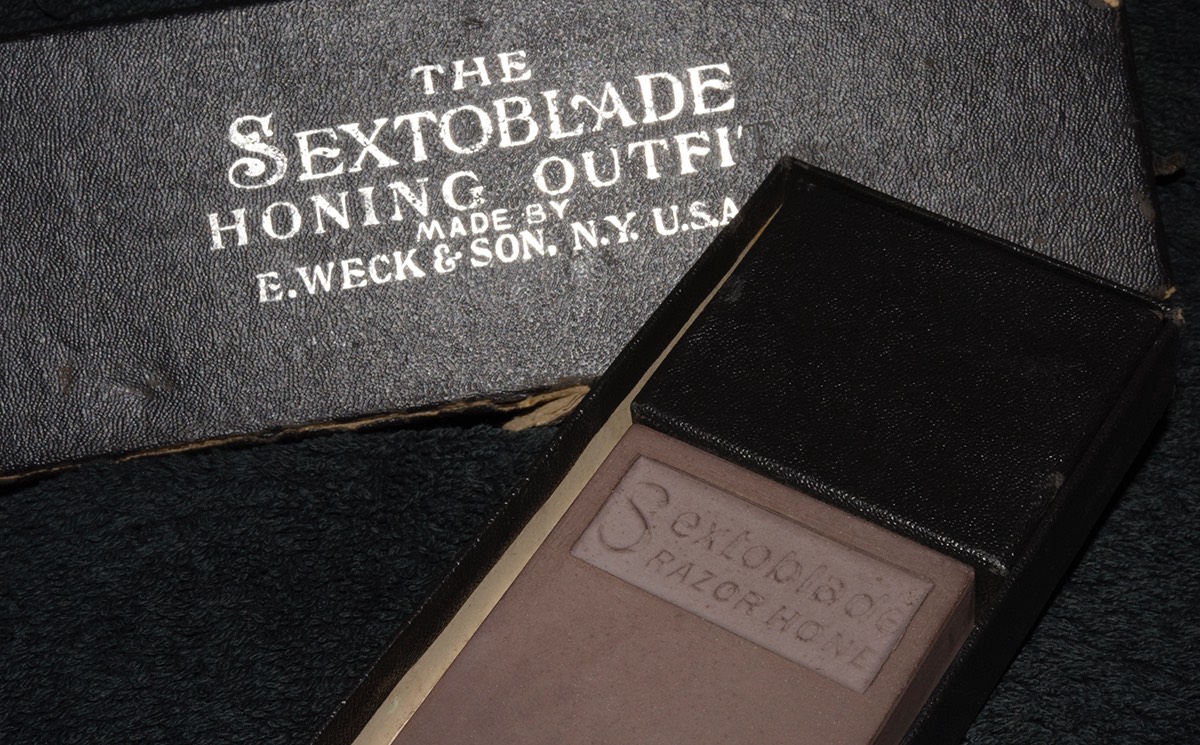 THE
SEXTOBLADE
HONING OUTFIT
MADE BY
E. WECK & SON. N.Y. U.S.A
Sextoblade
RAZOR HONE